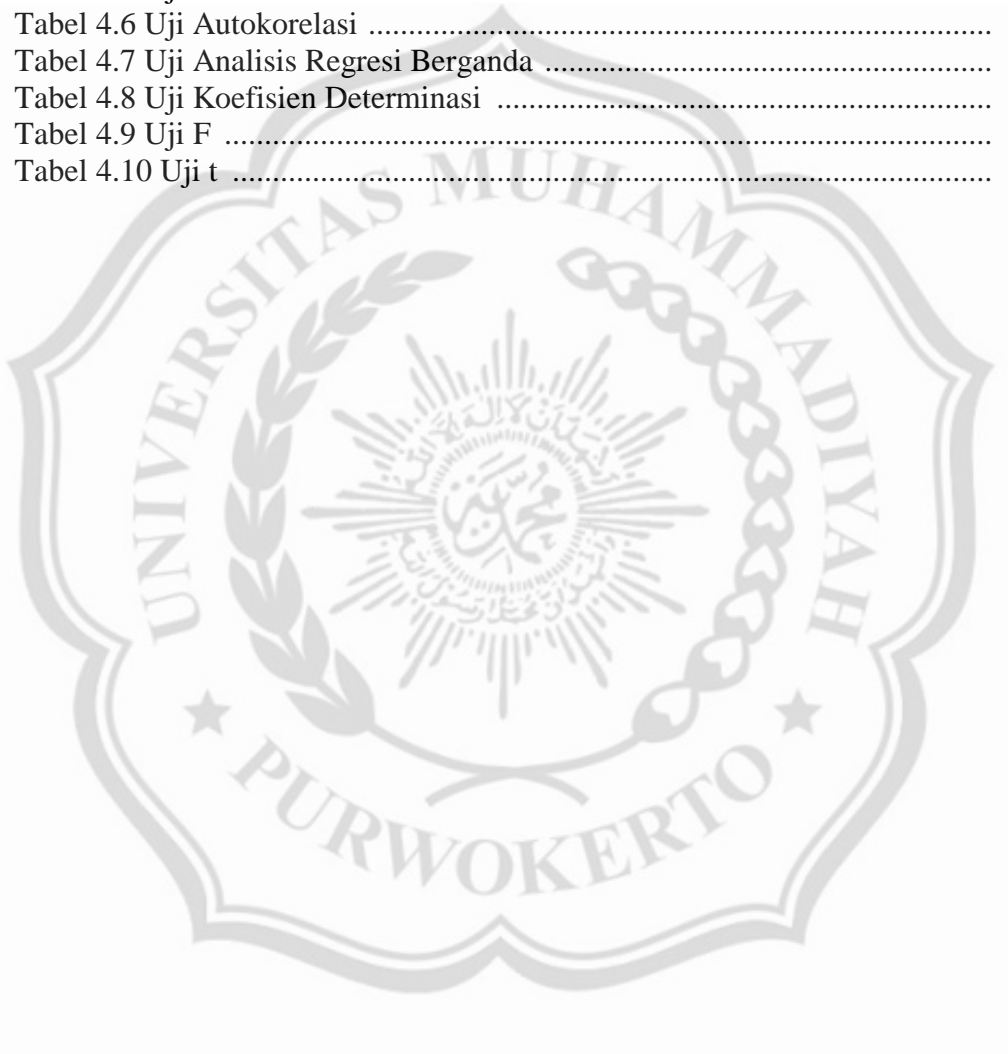 Tabel 4.6 Uji Autokorelasi ..............................................................................
Tabel 4.7 Uji Analisis Regresi Berganda ........................................................
Tabel 4.8 Uji Koefisien Determinasi ..............................................................
Tabel 4.9 Uji F ................................................................................................
Tabel 4.10 Uji t ...............................................................................................
UNIVERSITAS MUHAMMADIYAH
PURWOKERTO